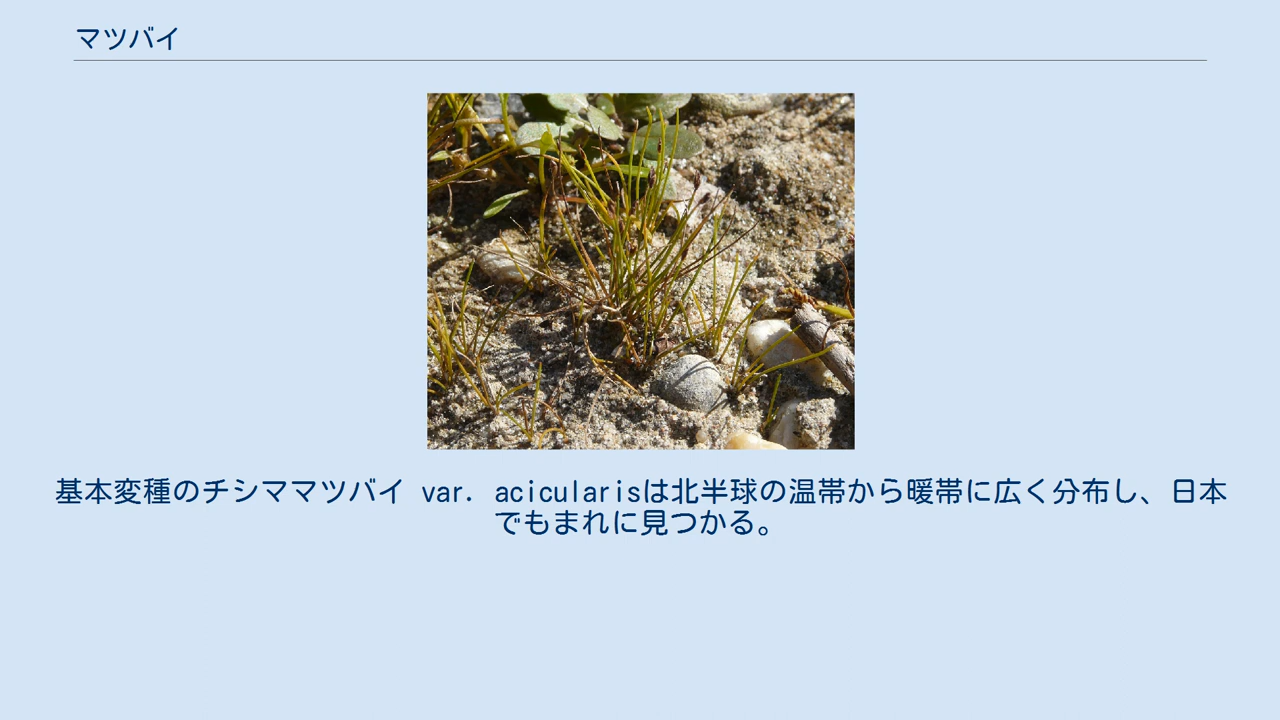 マツバイ
基本変種のチシママツバイ var. acicularisは北半球の温帯から暖帯に広く分布し、日本
でもまれに見つかる。